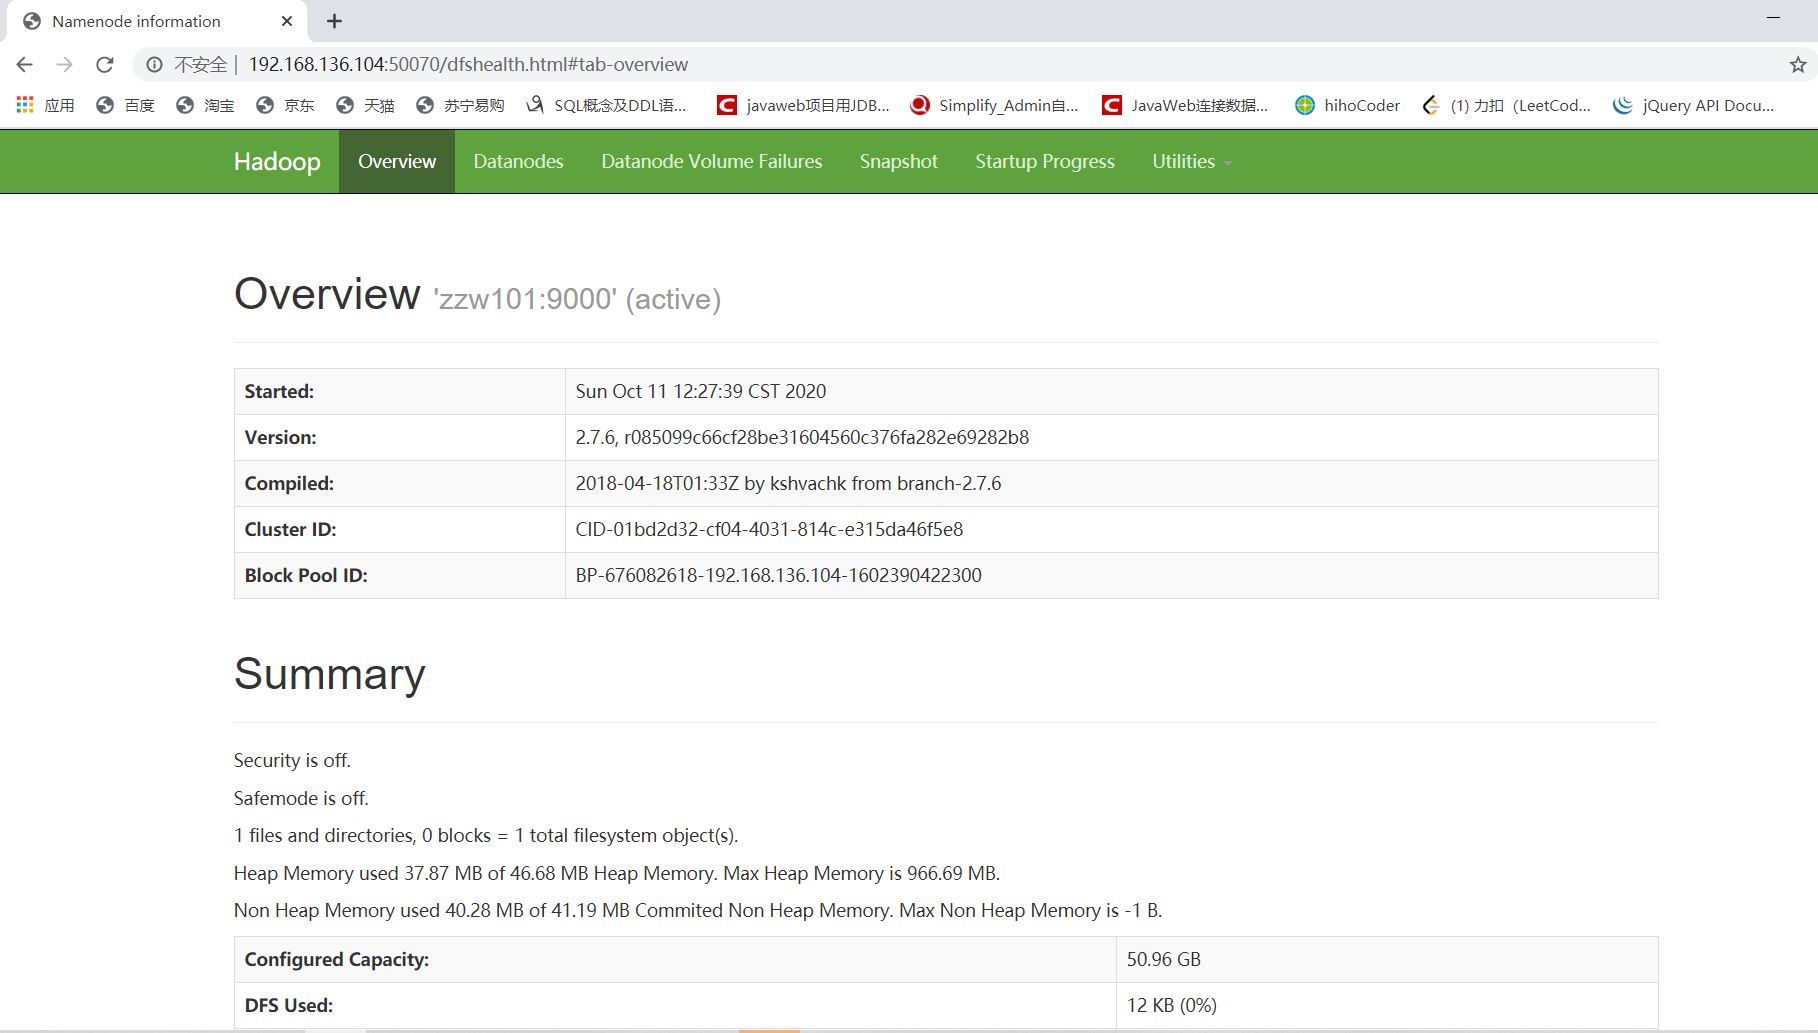 Namenode information
不安全 | 192.168.136.104:50070/dfshealth.html#tab-overview
应用 百度 淘宝 京东 天猫 苏宁易购 SQL概念及DDL语... javaweb项目用JDB... Simplify_Admin自... JavaWeb连接数据... hihoCoder (1) 力扣（LeetCod... jQuery API Docu...
Hadoop Overview Datanodes Datanode Volume Failures Snapshot Startup Progress Utilities
Overview 'zzw101:9000' (active)
Started: Sun Oct 11 12:27:39 CST 2020
Version: 2.7.6, r085099c66cf28be31604560c376fa282e69282b8
Compiled: 2018-04-18T01:33Z by kshvachk from branch-2.7.6
Cluster ID: CID-01bd2d32-cf04-4031-814c-e315da46f5e8
Block Pool ID: BP-676082618-192.168.136.104-1602390422300
Summary
Security is off.
Safemode is off.
1 files and directories, 0 blocks = 1 total filesystem object(s).
Heap Memory used 37.87 MB of 46.68 MB Heap Memory. Max Heap Memory is 966.69 MB.
Non Heap Memory used 40.28 MB of 41.19 MB Commited Non Heap Memory. Max Non Heap Memory is -1 B.
Configured Capacity: 50.96 GB
DFS Used: 12 KB (0%)